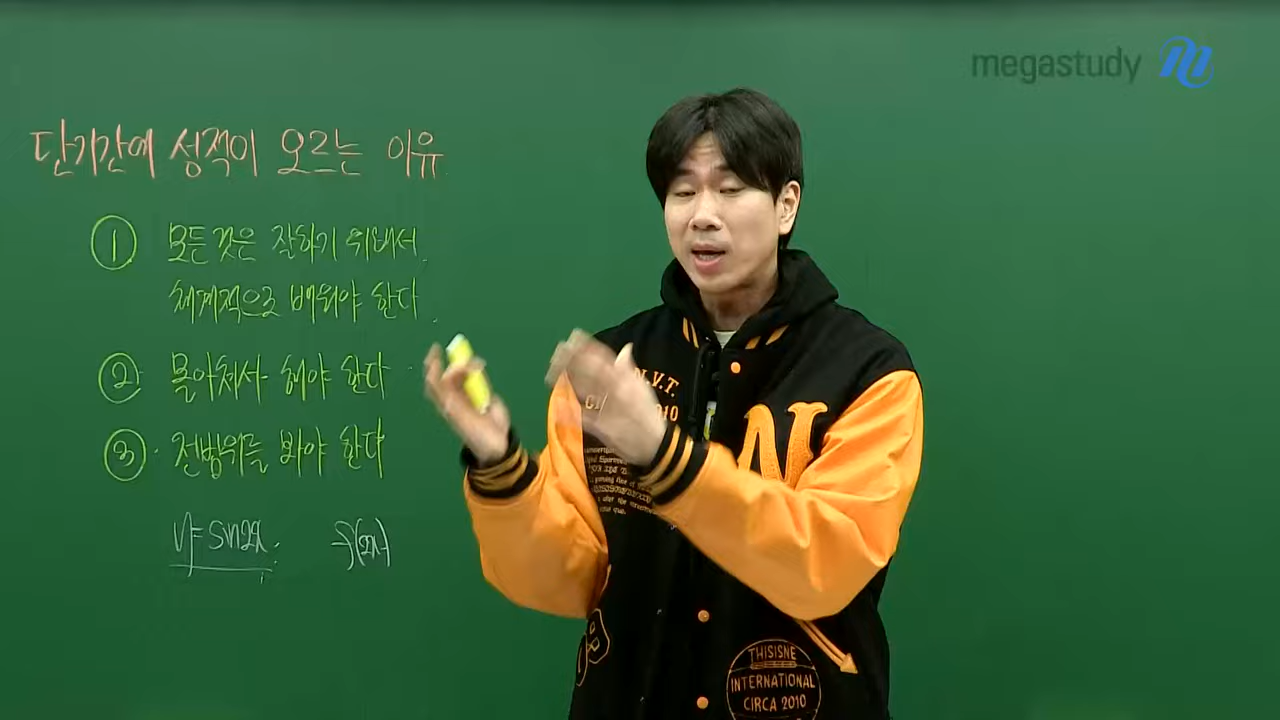 megastudy
단기간에 성적이 오르는 이유
① 모든 것은 잘하기 위해서
체계적으로 배워야 한다
② 몰아쳐서 해야 한다
③ 전범위를 봐야 한다
y=sin2x f(2x)
N.V.T.
N
THISISNE
INTERNATIONAL
CIRCA 2010